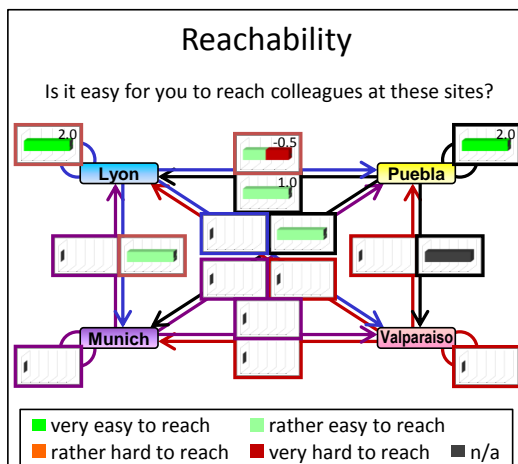 Reachability
Is it easy for you to reach colleagues at these sites?
2.0
-0.5
2.0
Lyon
Puebla
1.0
Munich
Valparaiso
very easy to reach
rather easy to reach
rather hard to reach
very hard to reach
n/a